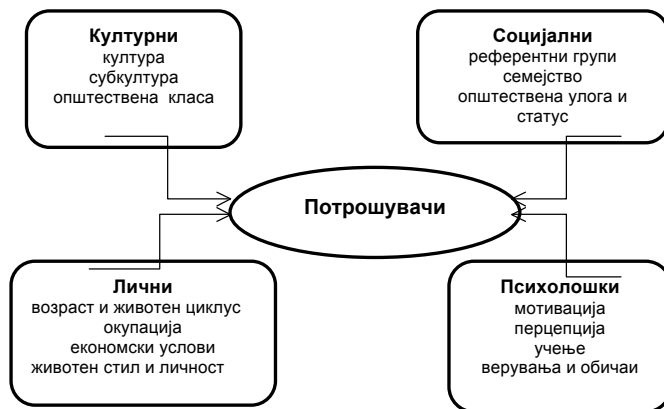 Културни
култура
субкултура
општествена класа
Социјални
референтни групи
семејство
општествена улога и
статус
Потрошувачи
Лични
возраст и животен циклус
окупација
економски услови
животен стил и личност
Психолошки
мотивација
перцепција
учење
верувања и обичаи